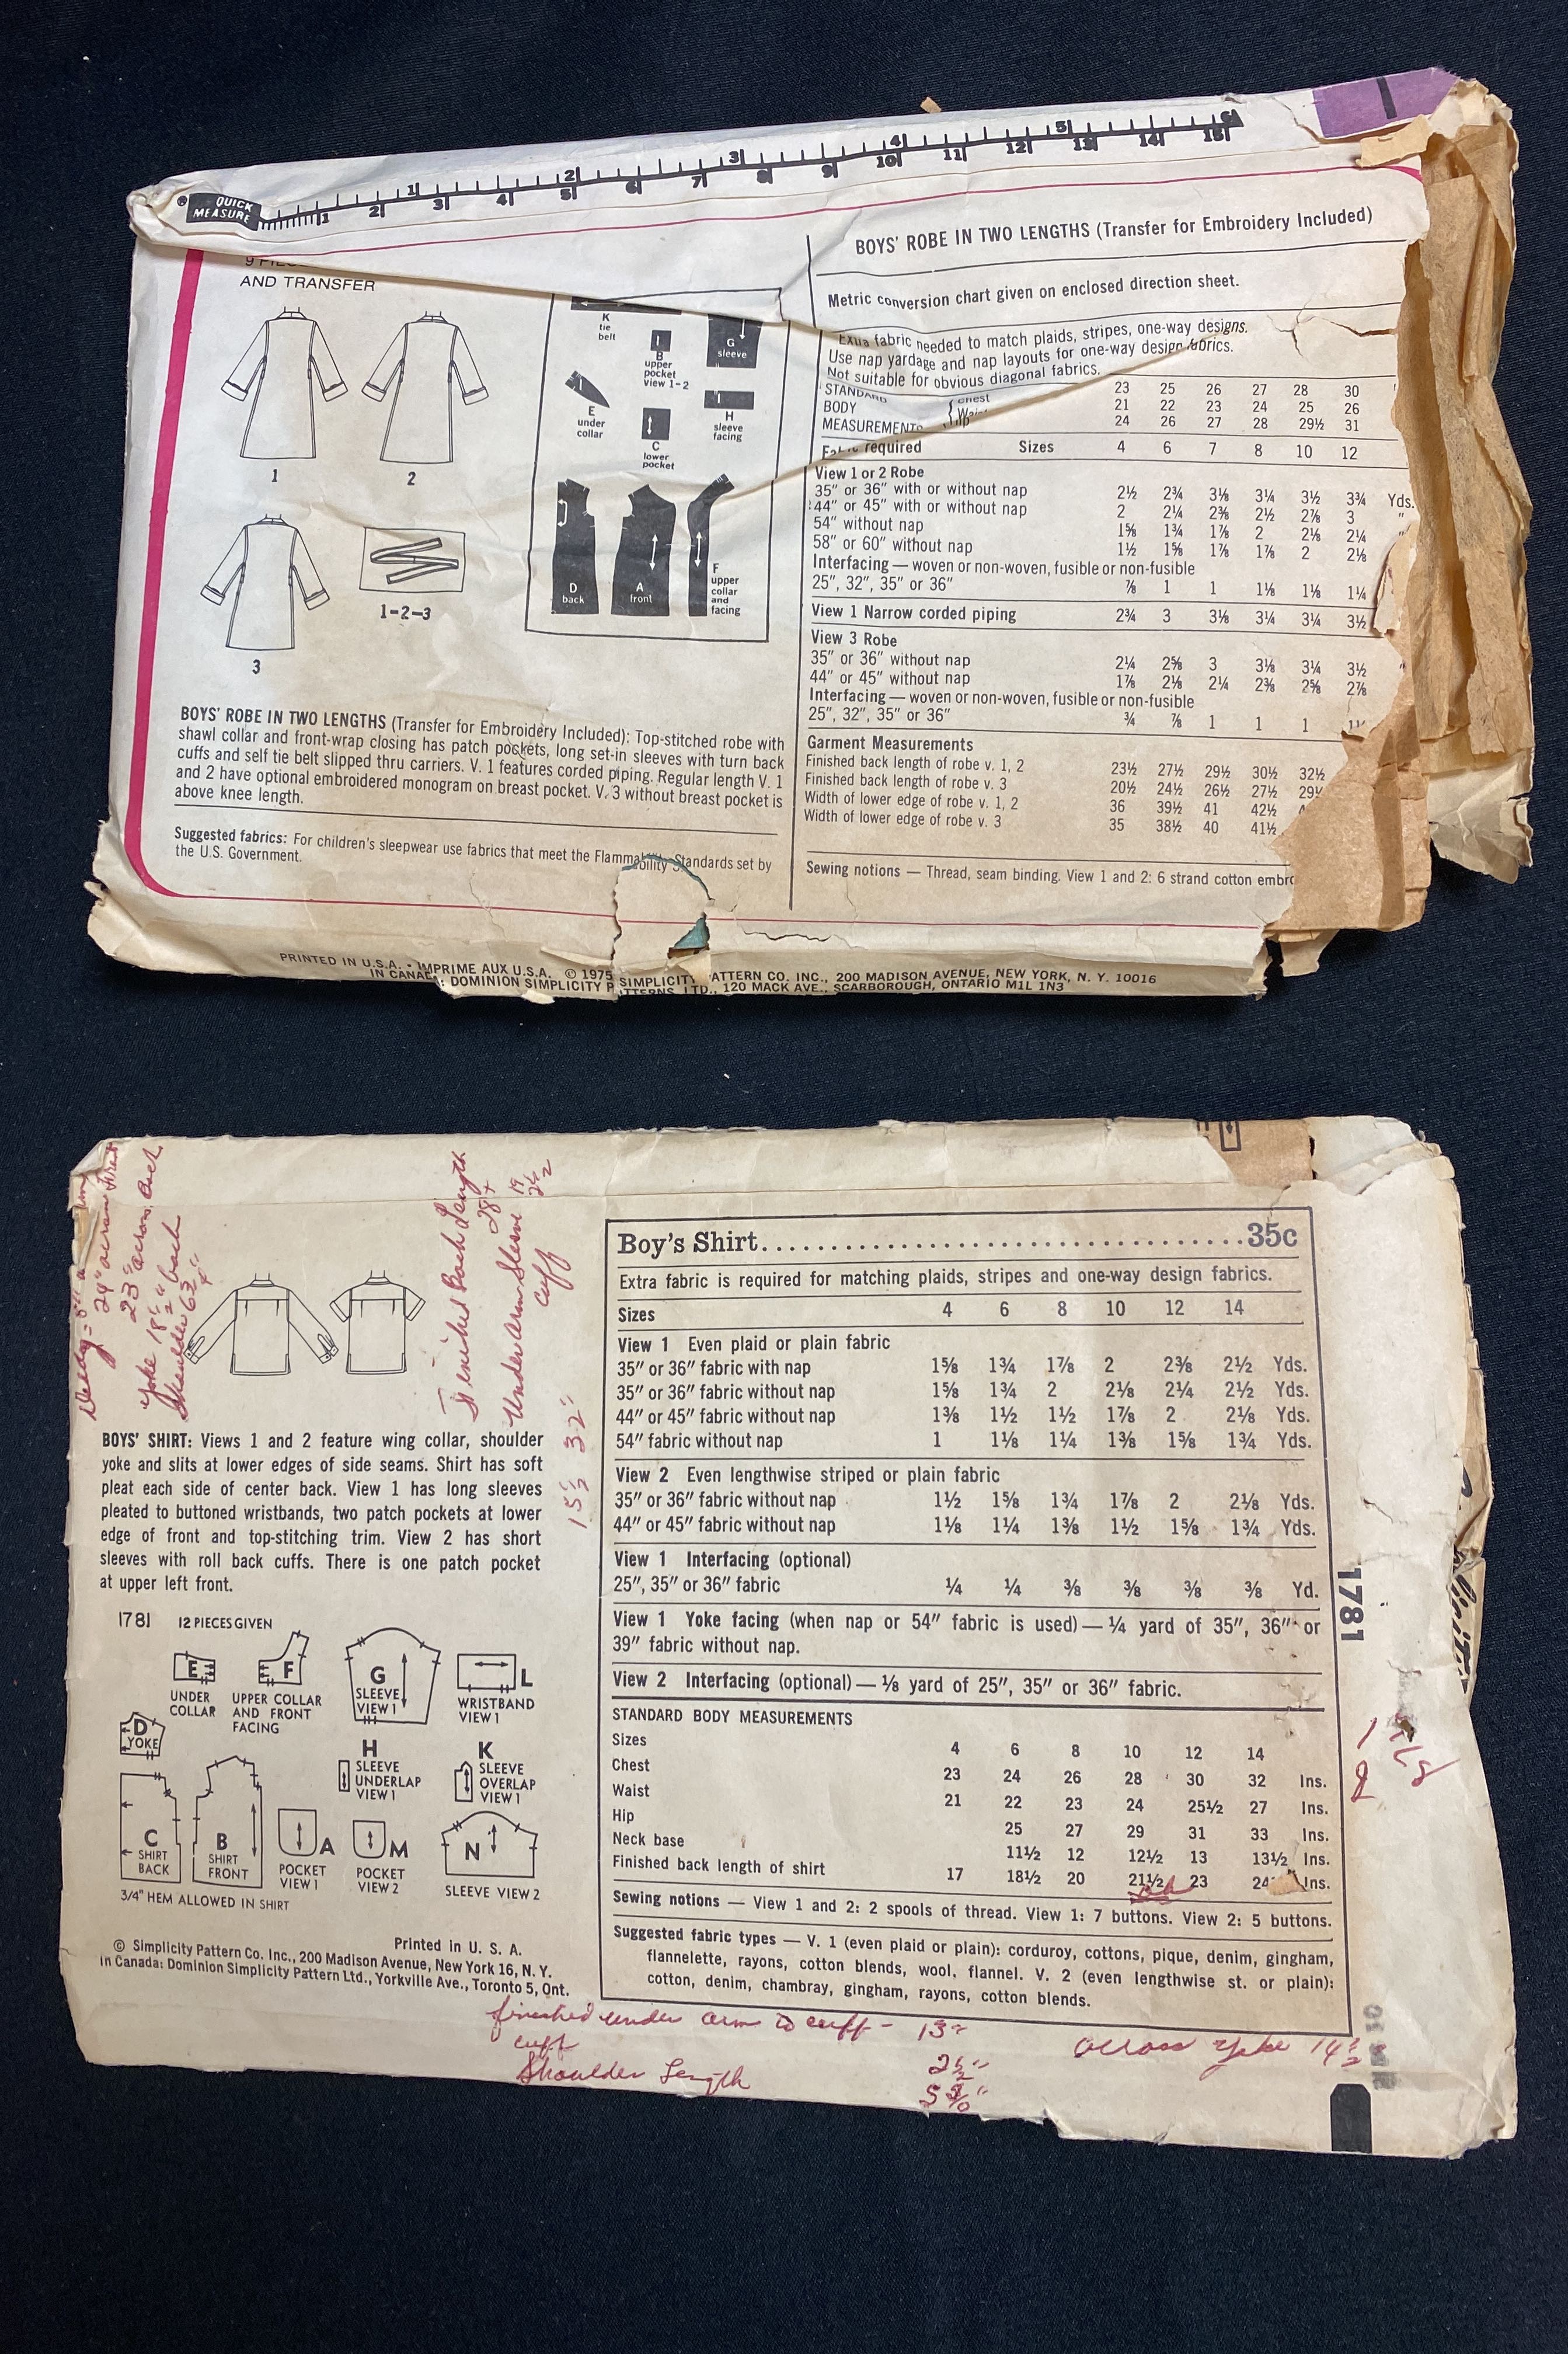 QUICK
MEASURE
1 2 3 4 5 6
1 2 3 4 5 6 7 8 9 10 11 12 13 14 15
AND TRANSFER
1
2
3
1-2-3
K
tie
belt
B
upper
pocket
view 1-2
G
sleeve
E
under
collar
C
lower
pocket
H
sleeve
facing
D
back
A
front
F
upper
collar
and
facing
BOYS' ROBE IN TWO LENGTHS (Transfer for Embroidery Included): Top-stitched robe with
shawl collar and front-wrap closing has patch pockets, long set-in sleeves with turn back
cuffs and self tie belt slipped thru carriers. V. 1 features corded piping. Regular length V. 1
and 2 have optional embroidered monogram on breast pocket. V. 3 without breast pocket is
above knee length.
Suggested fabrics: For children's sleepwear use fabrics that meet the Flammability Standards set by
the U.S. Government.
BOYS' ROBE IN TWO LENGTHS (Transfer for Embroidery Included)
Metric conversion chart given on enclosed direction sheet.
Extra fabric needed to match plaids, stripes, one-way designs.
Use nap yardage and nap layouts for one-way design fabrics.
Not suitable for obvious diagonal fabrics.
STANDARD chest 23 25 26 27 28 30
BODY 21 22 23 24 25 26
MEASUREMENTS 24 26 27 28 29½ 31
required Sizes 4 6 7 8 10 12
View 1 or 2 Robe
35" or 36" with or without nap 2½ 2¾ 3⅛ 3¼ 3½ 3¾ Yds.
44" or 45" with or without nap 2 2¼ 2⅜ 2½ 2⅞ 3 "
54" without nap 1⅝ 1¾ 1⅞ 2 2⅛ 2¼ "
58" or 60" without nap 1½ 1⅝ 1⅞ 1⅞ 2 2⅛
Interfacing — woven or non-woven, fusible or non-fusible
25", 32", 35" or 36" ⅞ 1 1 1⅛ 1⅛ 1¼
View 1 Narrow corded piping 2¾ 3 3⅛ 3¼ 3¼ 3½
View 3 Robe
35" or 36" without nap 2¼ 2⅝ 3 3⅛ 3¼ 3½ "
44" or 45" without nap 1⅞ 2⅛ 2¼ 2⅜ 2⅝ 2⅞
Interfacing — woven or non-woven, fusible or non-fusible
25", 32", 35" or 36" ¾ ⅞ 1 1 1
Garment Measurements
Finished back length of robe v. 1, 2 23½ 27½ 29½ 30½ 32½
Finished back length of robe v. 3 20½ 24½ 26½ 27½
Width of lower edge of robe v. 1, 2 36 39½ 41 42½
Width of lower edge of robe v. 3 35 38½ 40 41½
Sewing notions — Thread, seam binding. View 1 and 2: 6 strand cotton
PRINTED IN U.S.A. • IMPRIME AUX U.S.A. © 1975 SIMPLICITY PATTERN CO. INC., 200 MADISON AVENUE, NEW YORK, N. Y. 10016
IN CANADA: DOMINION SIMPLICITY PATTERNS, LTD., 120 MACK AVE., SCARBOROUGH, ONTARIO M1L 1N3
23" across back
Yoke 18½" back
Shoulder 6¾"
Finished Back Length
28"
Under arm Sleeve 19
cuff 2½
15½ 32"
BOYS' SHIRT: Views 1 and 2 feature wing collar, shoulder
yoke and slits at lower edges of side seams. Shirt has soft
pleat each side of center back. View 1 has long sleeves
pleated to buttoned wristbands, two patch pockets at lower
edge of front and top-stitching trim. View 2 has short
sleeves with roll back cuffs. There is one patch pocket
at upper left front.
1781 12 PIECES GIVEN
E
UNDER
COLLAR
F
UPPER COLLAR
AND FRONT
FACING
G
SLEEVE
VIEW 1
L
WRISTBAND
VIEW 1
D
YOKE
H
SLEEVE
UNDERLAP
VIEW 1
K
SLEEVE
OVERLAP
VIEW 1
C
SHIRT
BACK
B
SHIRT
FRONT
A
POCKET
VIEW 1
M
POCKET
VIEW 2
N
SLEEVE VIEW 2
3/4" HEM ALLOWED IN SHIRT
Printed in U. S. A.
© Simplicity Pattern Co. Inc., 200 Madison Avenue, New York 16, N. Y.
In Canada: Dominion Simplicity Pattern Ltd., Yorkville Ave., Toronto 5, Ont.
Boy's Shirt 35c
Extra fabric is required for matching plaids, stripes and one-way design fabrics.
Sizes 4 6 8 10 12 14
View 1 Even plaid or plain fabric
35" or 36" fabric with nap 1⅝ 1¾ 1⅞ 2 2⅜ 2½ Yds.
35" or 36" fabric without nap 1⅝ 1¾ 2 2⅛ 2¼ 2½ Yds.
44" or 45" fabric without nap 1⅜ 1½ 1½ 1⅞ 2 2⅛ Yds.
54" fabric without nap 1 1⅛ 1¼ 1⅜ 1⅝ 1¾ Yds.
View 2 Even lengthwise striped or plain fabric
35" or 36" fabric without nap 1½ 1⅝ 1¾ 1⅞ 2 2⅛ Yds.
44" or 45" fabric without nap 1⅛ 1¼ 1⅜ 1½ 1⅝ 1¾ Yds.
View 1 Interfacing (optional)
25", 35" or 36" fabric ¼ ¼ ⅜ ⅜ ⅜ ⅜ Yd.
View 1 Yoke facing (when nap or 54" fabric is used) — ¼ yard of 35", 36" or
39" fabric without nap.
View 2 Interfacing (optional) — ⅛ yard of 25", 35" or 36" fabric.
STANDARD BODY MEASUREMENTS
Sizes 4 6 8 10 12 14
Chest 23 24 26 28 30 32 Ins.
Waist 21 22 23 24 25½ 27 Ins.
Hip 25 27 29 31 33 Ins.
Neck base 11½ 12 12½ 13 13½ Ins.
Finished back length of shirt 17 18½ 20 21½ 23 24 Ins.
Sewing notions — View 1 and 2: 2 spools of thread. View 1: 7 buttons. View 2: 5 buttons.
Suggested fabric types — V. 1 (even plaid or plain): corduroy, cottons, pique, denim, gingham,
flannelette, rayons, cotton blends, wool, flannel. V. 2 (even lengthwise st. or plain):
cotton, denim, chambray, gingham, rayons, cotton blends.
1781
finished under arm to cuff - 13"
cuff 2½"
Shoulder Length
across yoke 14½